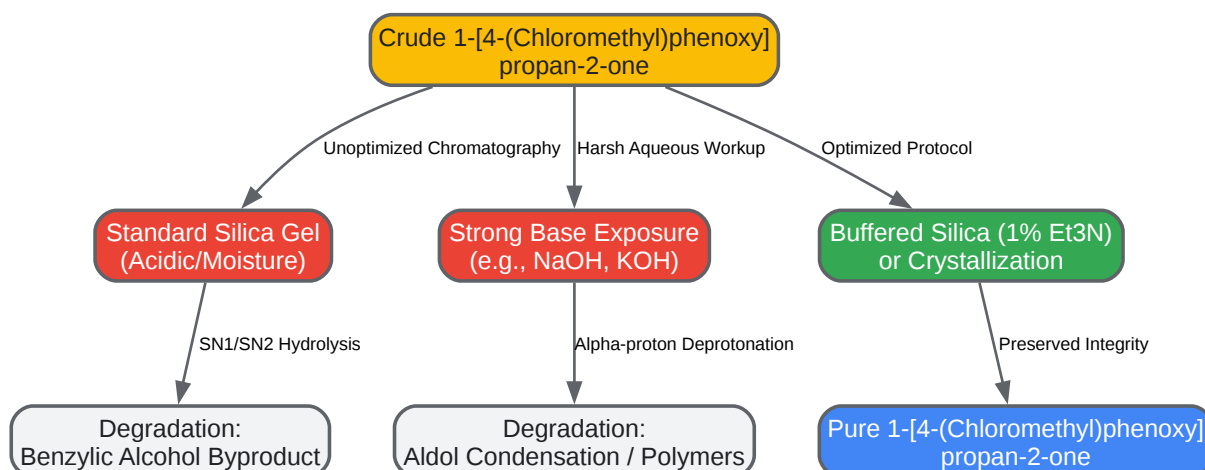 Crude 1-[4-(Chloromethyl)phenoxy]
propan-2-one
Unoptimized Chromatography
Harsh Aqueous Workup
Optimized Protocol
Standard Silica Gel
(Acidic/Moisture)
Strong Base Exposure
(e.g., NaOH, KOH)
Buffered Silica (1% Et3N)
or Crystallization
SN1/SN2 Hydrolysis
Alpha-proton Deprotonation
Preserved Integrity
Degradation:
Benzylic Alcohol Byproduct
Degradation:
Aldol Condensation / Polymers
Pure 1-[4-(Chloromethyl)phenoxy]
propan-2-one